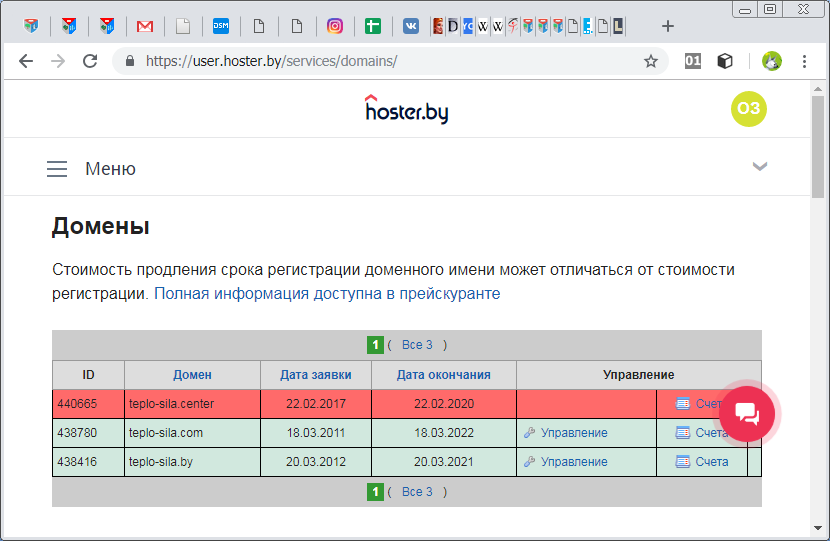 DSM
YC
W
W
L
https://user.hoster.by/services/domains/
01
hoster.by
ОЗ
Меню
Домены
Стоимость продления срока регистрации доменного имени может отличаться от стоимости
регистрации. Полная информация доступна в прейскуранте
1 ( Все 3 )
ID Домен Дата заявки Дата окончания Управление
440665 teplo-sila.center 22.02.2017 22.02.2020 Счета
438780 teplo-sila.com 18.03.2011 18.03.2022 Управление Счета
438416 teplo-sila.by 20.03.2012 20.03.2021 Управление Счета
1 ( Все 3 )